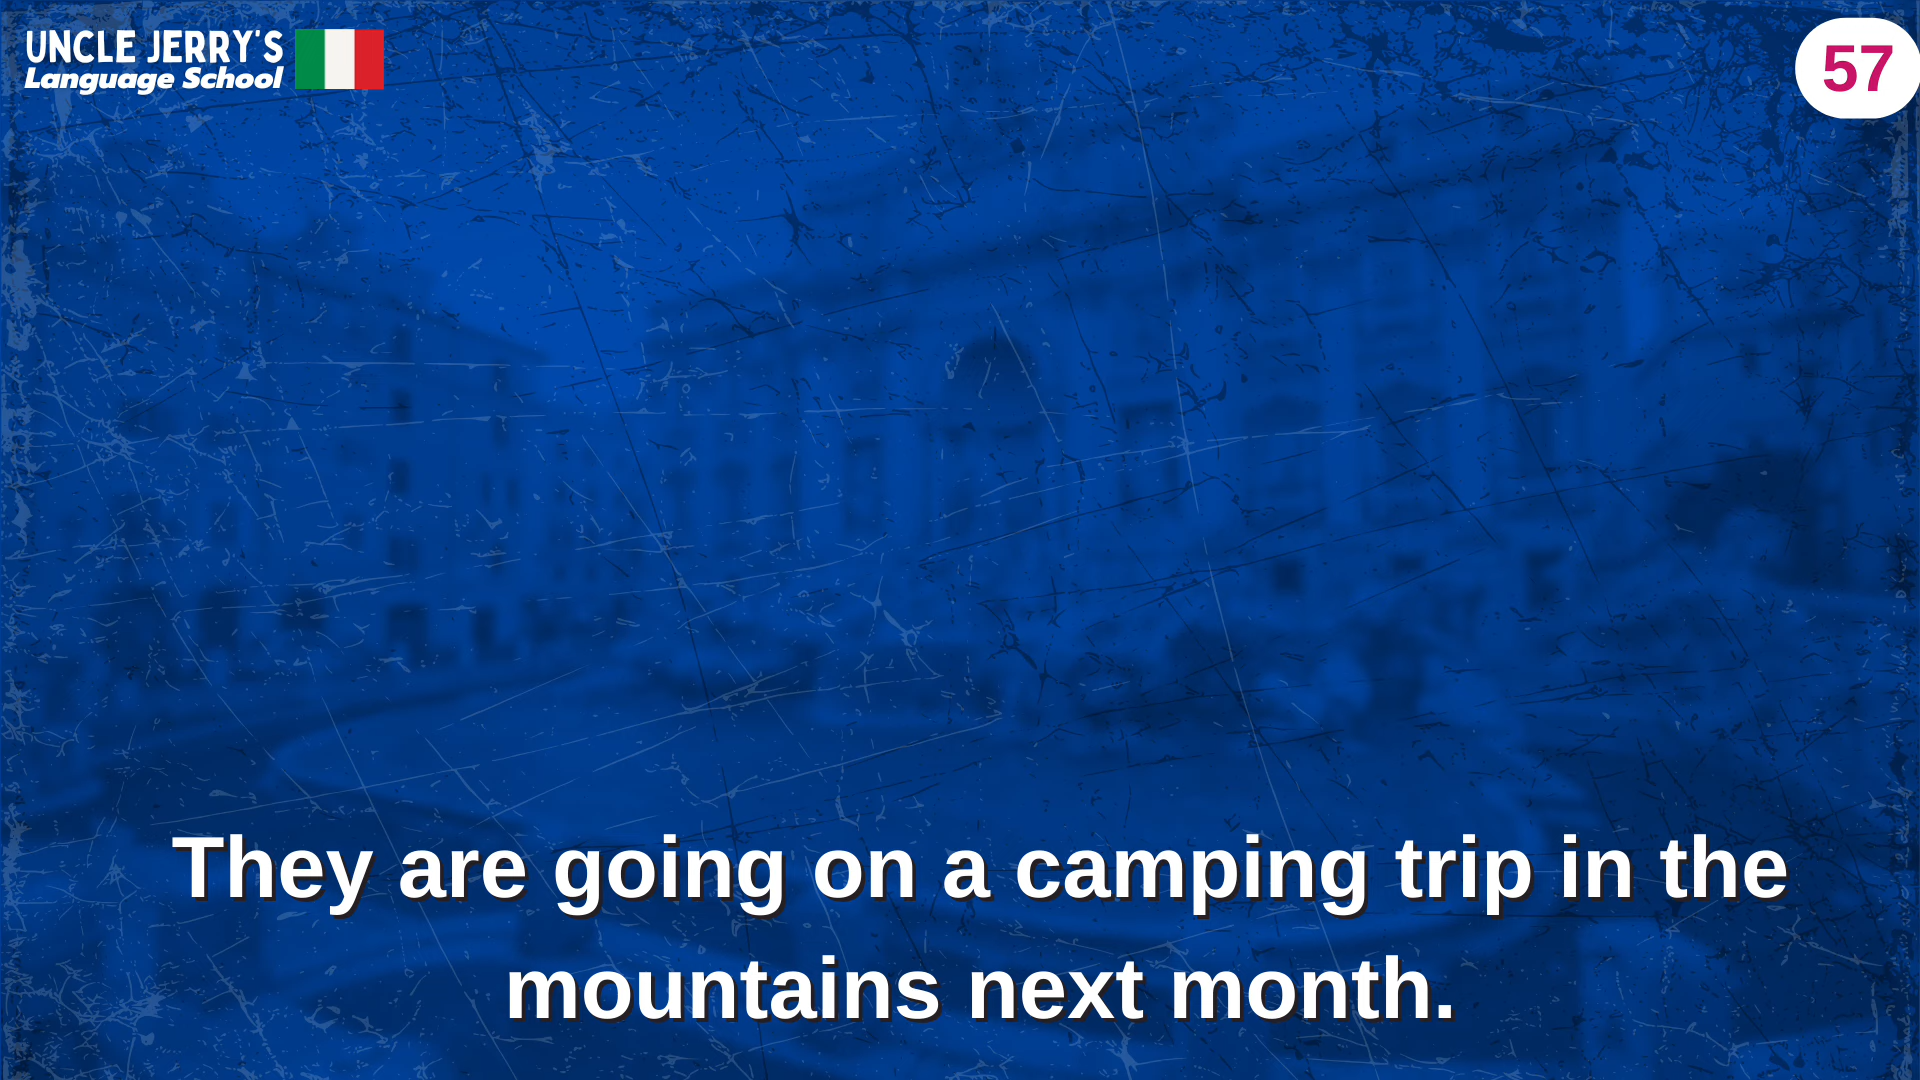 UNCLE JERRY'S
Language School
57
They are going on a camping trip in the
mountains next month.